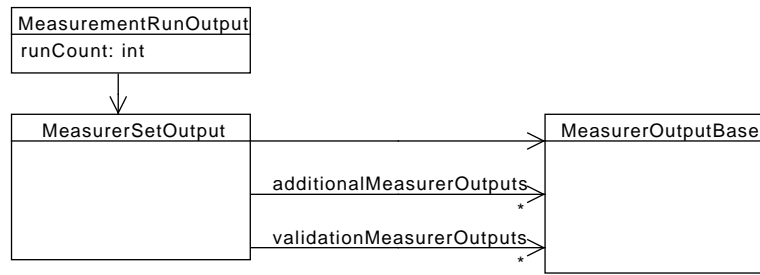 MeasurementRunOutput
runCount: int
MeasurerSetOutput
MeasurerOutputBase
additionalMeasurerOutputs
*
validationMeasurerOutputs
*